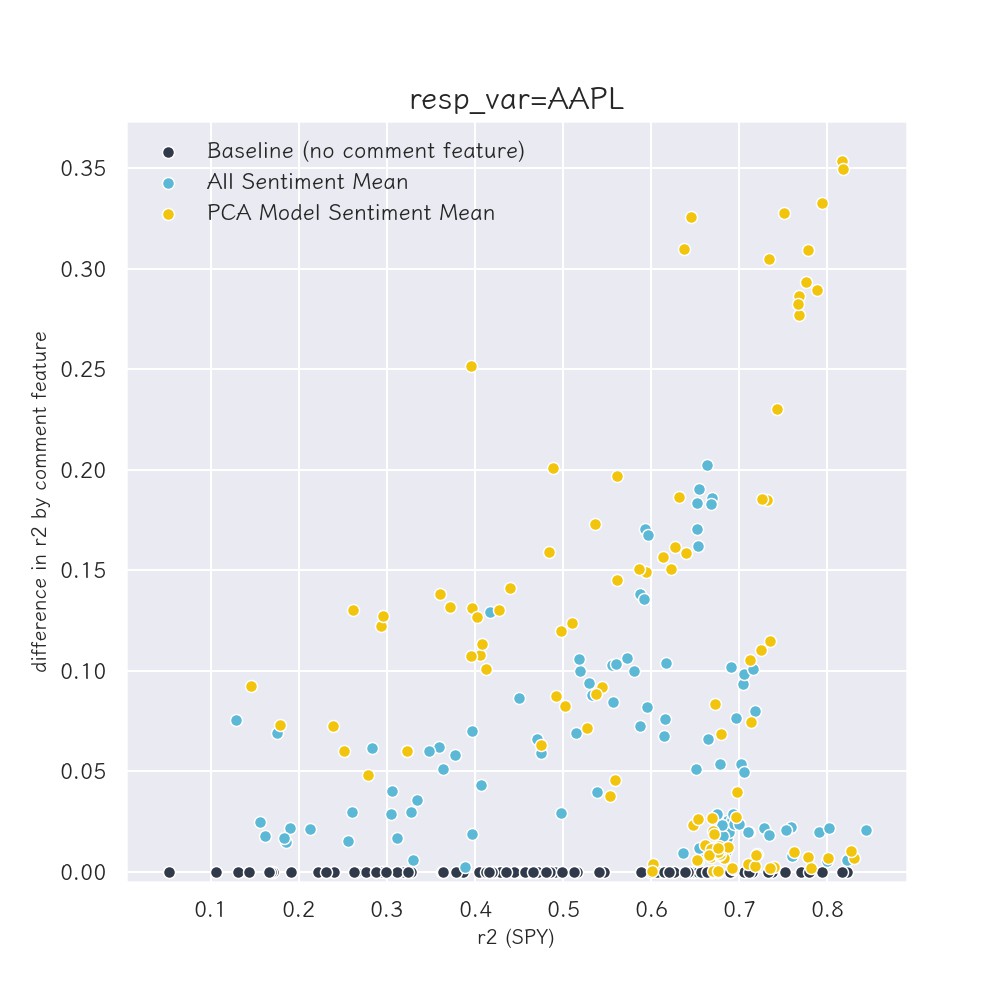 resp_var=AAPL
Baseline (no comment feature)
All Sentiment Mean
PCA Model Sentiment Mean
0.35
0.30
0.25
0.20
0.15
0.10
0.05
0.00
difference in r2 by comment feature
0.1 0.2 0.3 0.4 0.5 0.6 0.7 0.8
r2 (SPY)